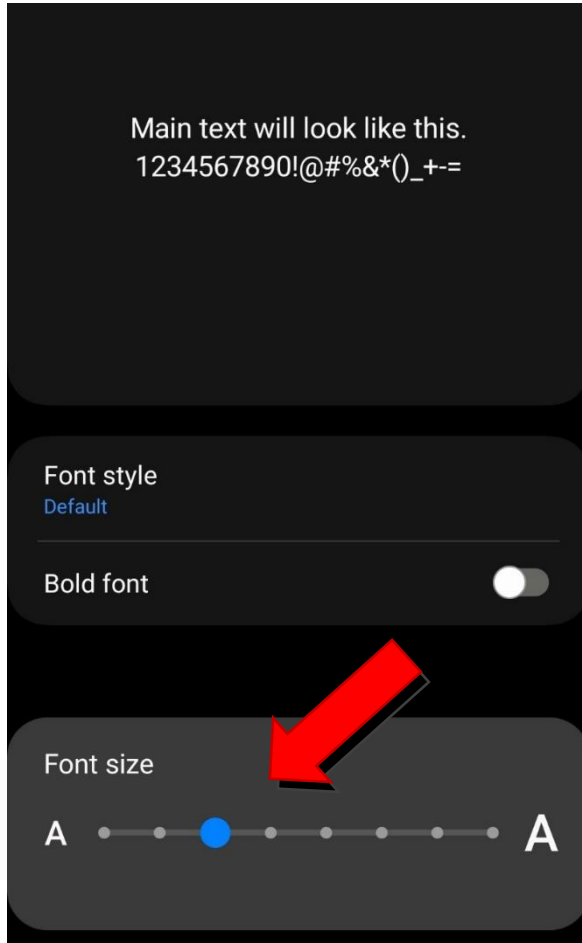 Main text will look like this.
1234567890!@#%&*()_+-=
Font style
Default
Bold font
Font size
A A